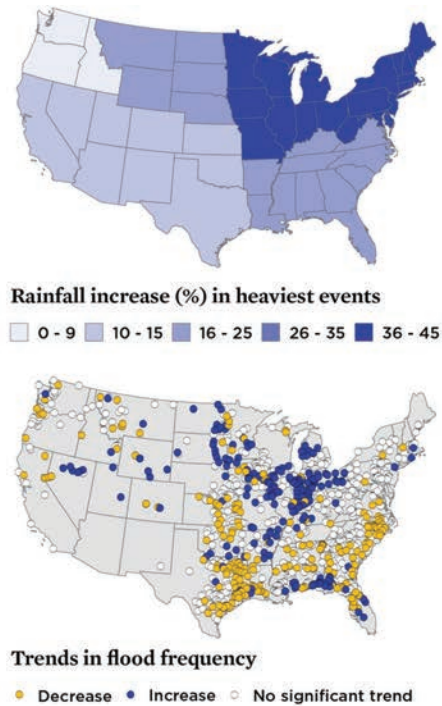 Rainfall increase (%) in heaviest events
0 - 9 10 - 15 16 - 25 26 - 35 36 - 45
Trends in flood frequency
Decrease Increase No significant trend